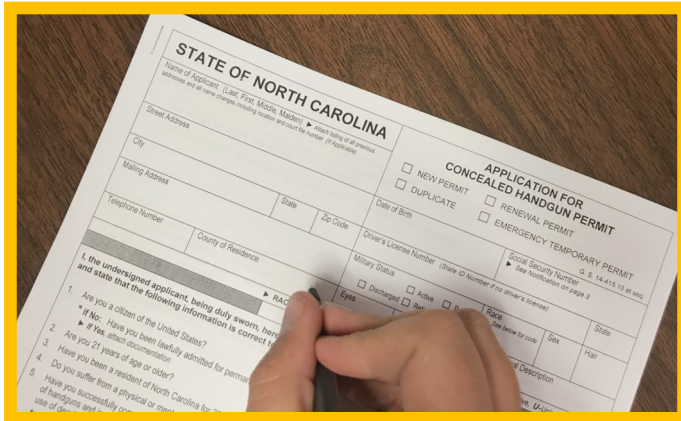 STATE OF NORTH CAROLINA
Name of Applicant (Last, First, Middle, Maiden) ► Attach listing of all previous
addresses and all name changes including location and court file number (If Applicable)
Street Address
City
State
Zip Code
Mailing Address
Telephone Number
County of Residence
APPLICATION FOR
CONCEALED HANDGUN PERMIT
NEW PERMIT
RENEWAL PERMIT
DUPLICATE
EMERGENCY TEMPORARY PERMIT
G. S. 14-415.10 et seq.
Date of Birth
Social Security Number
► See Notification on page 3
Driver's License Number (State ID Number if no driver's license)
State
Military Status
Active
Discharged
Race
See below for code
Sex
Hair
Eyes
Description
► RAC
I, the undersigned applicant, being duly sworn, here
and state that the following information is correct t
1. Are you a citizen of the United States?
• If No: Have you been lawfully admitted for perma
► If Yes, attach documentation
2. Are you 21 years of age or older?
3. Have you been a resident of North Carolina for
4. Do you suffer from a physical or ment
5. Have you successfully com
of handguns and
use of